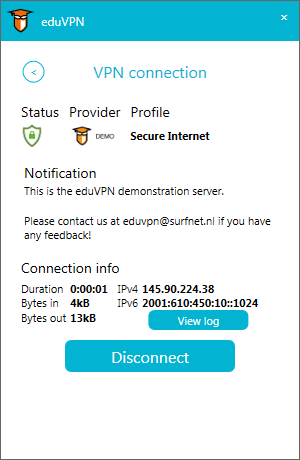 eduVPN ×
< VPN connection
Status Provider Profile
DEMO Secure Internet
Notification
This is the eduVPN demonstration server.
Please contact us at eduvpn@surfnet.nl if you have
any feedback!
Connection info
Duration 0:00:01 IPv4 145.90.224.38
Bytes in 4kB IPv6 2001:610:450:10::1024
Bytes out 13kB
View log
Disconnect